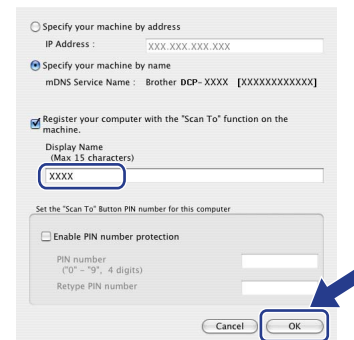 Specify your machine by address
IP Address : XXX.XXX.XXX.XXX
Specify your machine by name
mDNS Service Name : Brother DCP-XXXX [XXXXXXXXXXXX]
Register your computer with the "Scan To" function on the
machine.
Display Name
(Max 15 characters)
XXXX
Set the "Scan To" Button PIN number for this computer
Enable PIN number protection
PIN number
("0" - "9", 4 digits)
Retype PIN number
Cancel OK